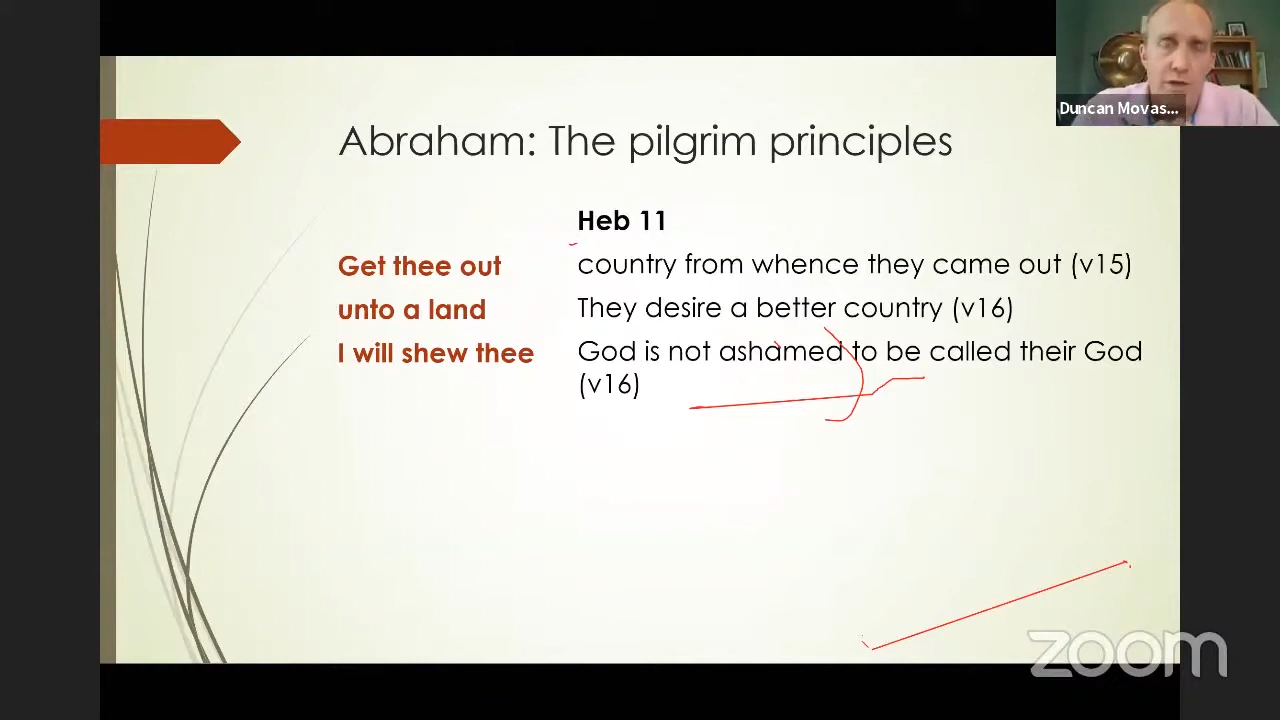 Duncan Movas...
Abraham: The pilgrim principles
Heb 11
Get thee out country from whence they came out (v15)
unto a land They desire a better country (v16)
I will shew thee God is not ashamed to be called their God
(v16)
zoom